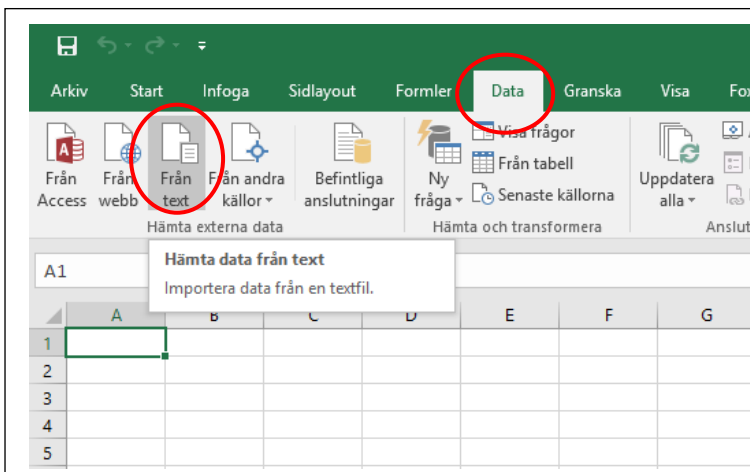 Arkiv Start Infoga Sidlayout Formler Data Granska Visa
Från Access
Från webb
Från text
Från andra källor
Befintliga anslutningar
Ny fråga
Visa frågor
Från tabell
Senaste källorna
Uppdatera alla
Hämta externa data
Hämta och transformera
A1
Hämta data från text
Importera data från en textfil.
A B C D E F G
1
2
3
4
5